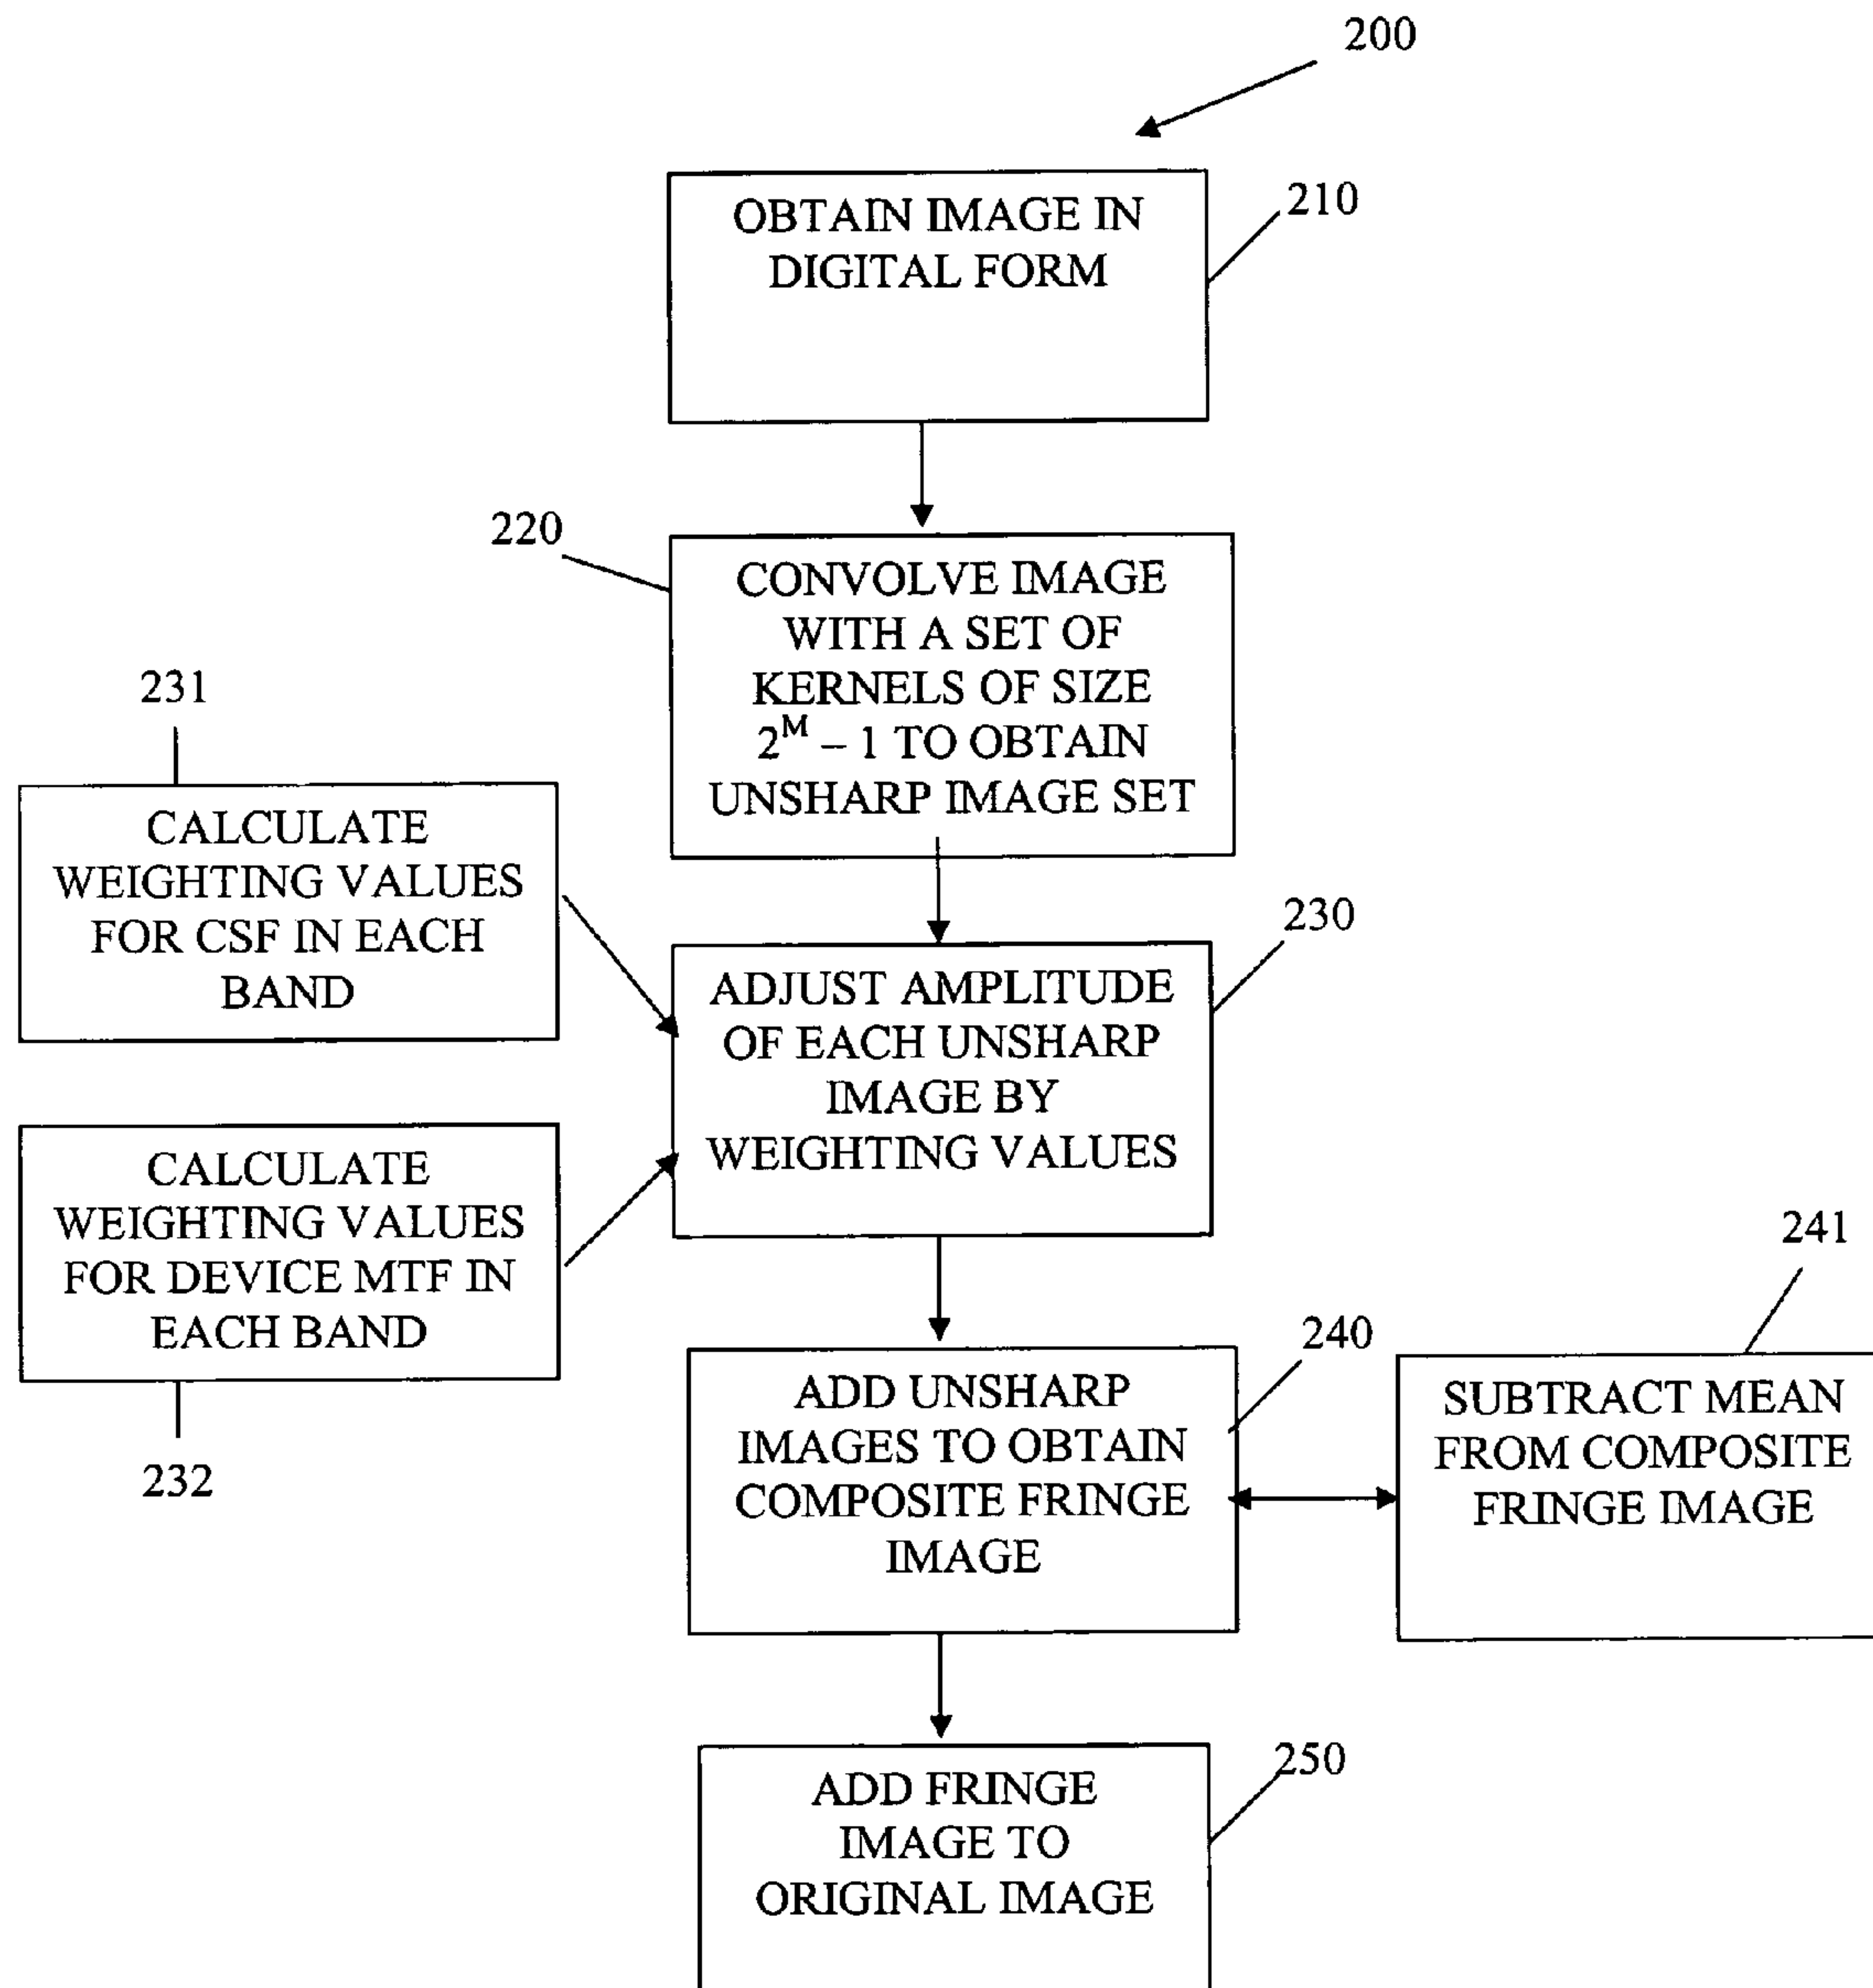 200
OBTAIN IMAGE IN
DIGITAL FORM
210
220
CONVOLVE IMAGE
WITH A SET OF
KERNELS OF SIZE
2^M – 1 TO OBTAIN
UNSHARP IMAGE SET
231
CALCULATE
WEIGHTING VALUES
FOR CSF IN EACH
BAND
230
ADJUST AMPLITUDE
OF EACH UNSHARP
IMAGE BY
WEIGHTING VALUES
CALCULATE
WEIGHTING VALUES
FOR DEVICE MTF IN
EACH BAND
232
240
ADD UNSHARP
IMAGES TO OBTAIN
COMPOSITE FRINGE
IMAGE
241
SUBTRACT MEAN
FROM COMPOSITE
FRINGE IMAGE
250
ADD FRINGE
IMAGE TO
ORIGINAL IMAGE